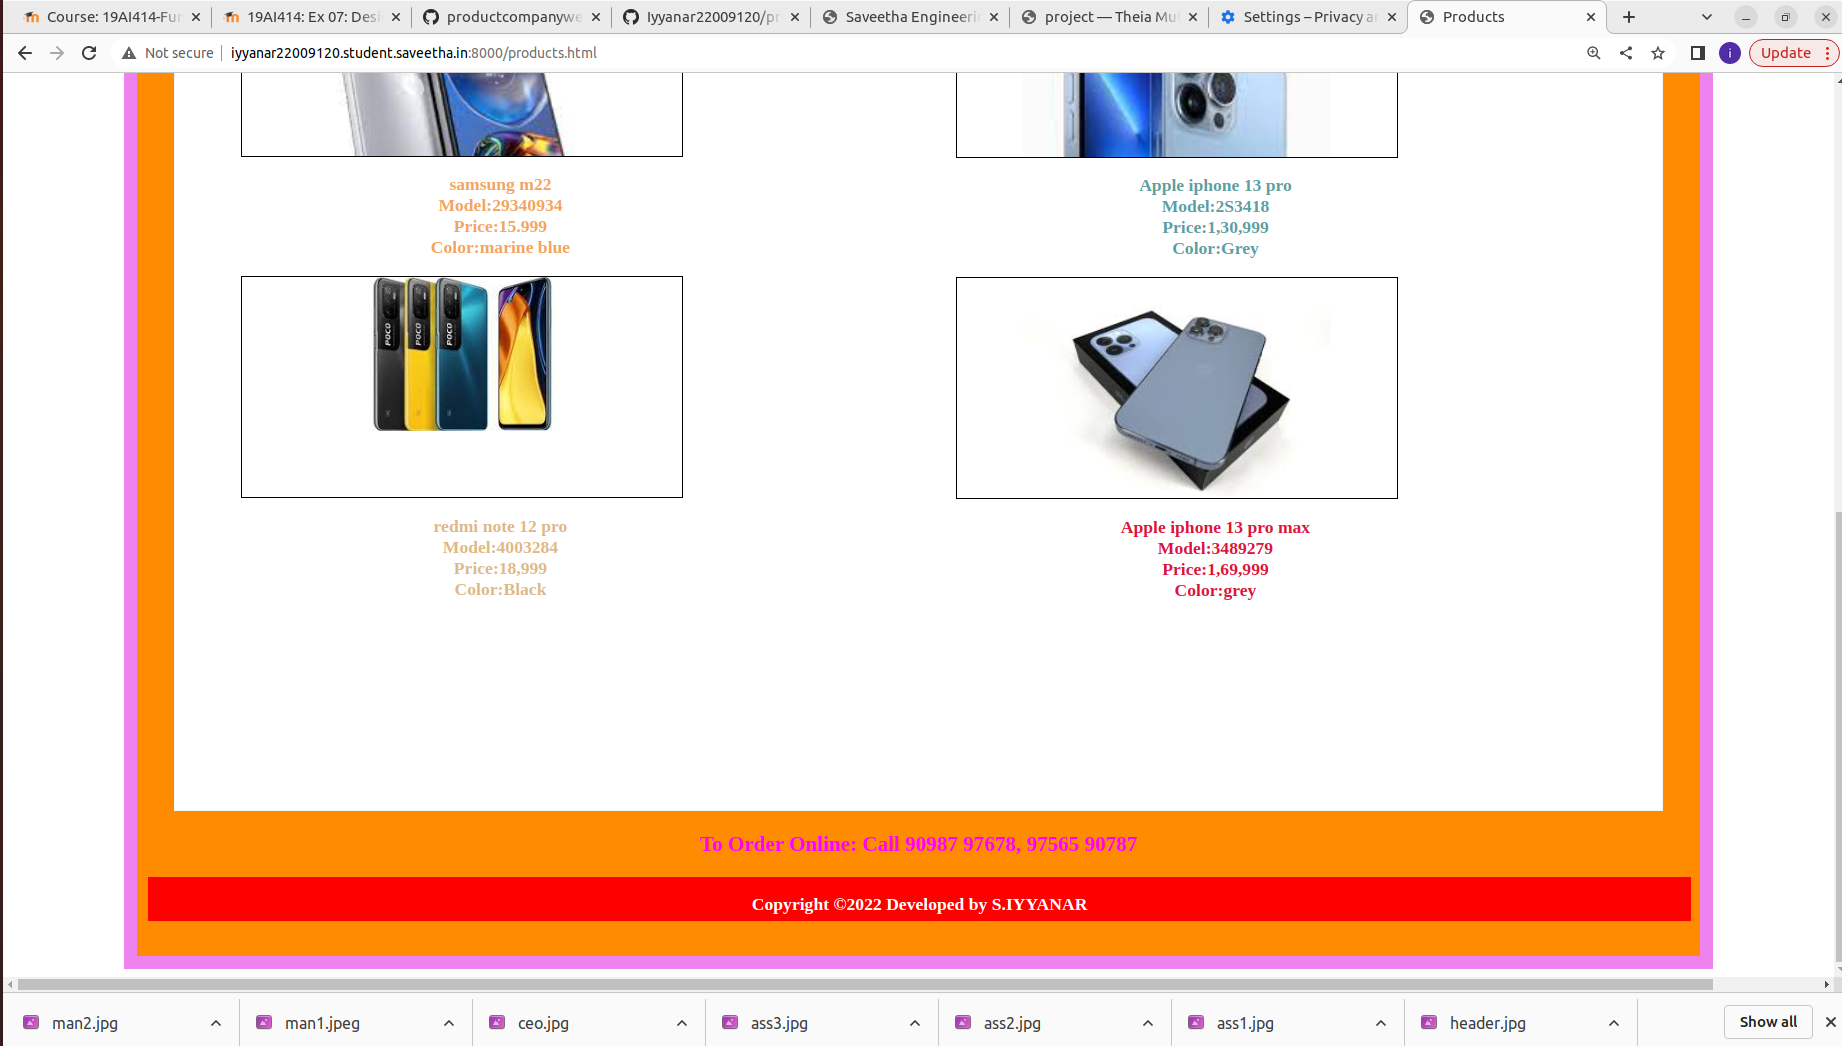 Course: 19AI414-Fu
19AI414: Ex 07: Desi
productcompanywe
Iyyanar22009120/pr
Saveetha Engineeri
project — Theia Mul
Settings – Privacy a
Products
Not secure
iyyanar22009120.student.saveetha.in:8000/products.html
i
Update
samsung m22
Model:29340934
Price:15.999
Color:marine blue
Apple iphone 13 pro
Model:2S3418
Price:1,30,999
Color:Grey
POCO
POCO
POCO
redmi note 12 pro
Model:4003284
Price:18,999
Color:Black
Apple iphone 13 pro max
Model:3489279
Price:1,69,999
Color:grey
To Order Online: Call 90987 97678, 97565 90787
Copyright ©2022 Developed by S.IYYANAR
man2.jpg
man1.jpeg
ceo.jpg
ass3.jpg
ass2.jpg
ass1.jpg
header.jpg
Show all